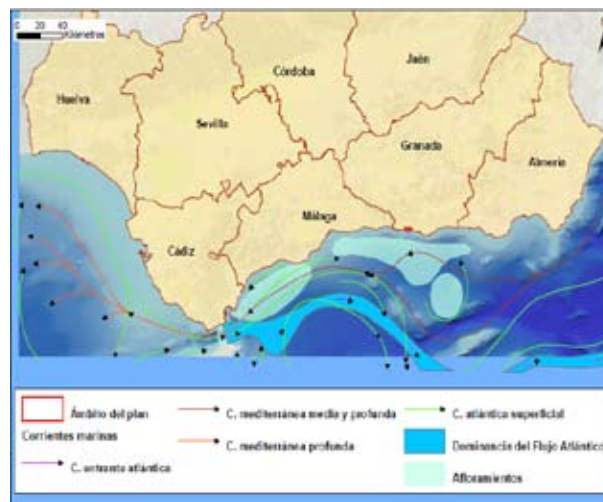 0 20 40
Kilómetros
Jaén
Córdoba
Huelva
Sevilla
Granada
Almería
Málaga
Cádiz
Ámbito del plan
C. mediterránea media y profunda
C. atlántica superficial
Corrientes marinas
C. mediterránea profunda
Dominancia del Flujo Atlántico
C. entrante atlántica
Afloramientos